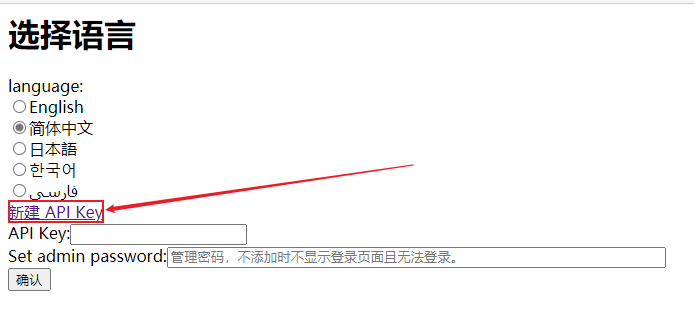 选择语言
language:
English
简体中文
日本語
한국어
فارسی
新建 API Key
API Key:
Set admin password: 管理密码，不添加时不显示登录页面且无法登录。
确认